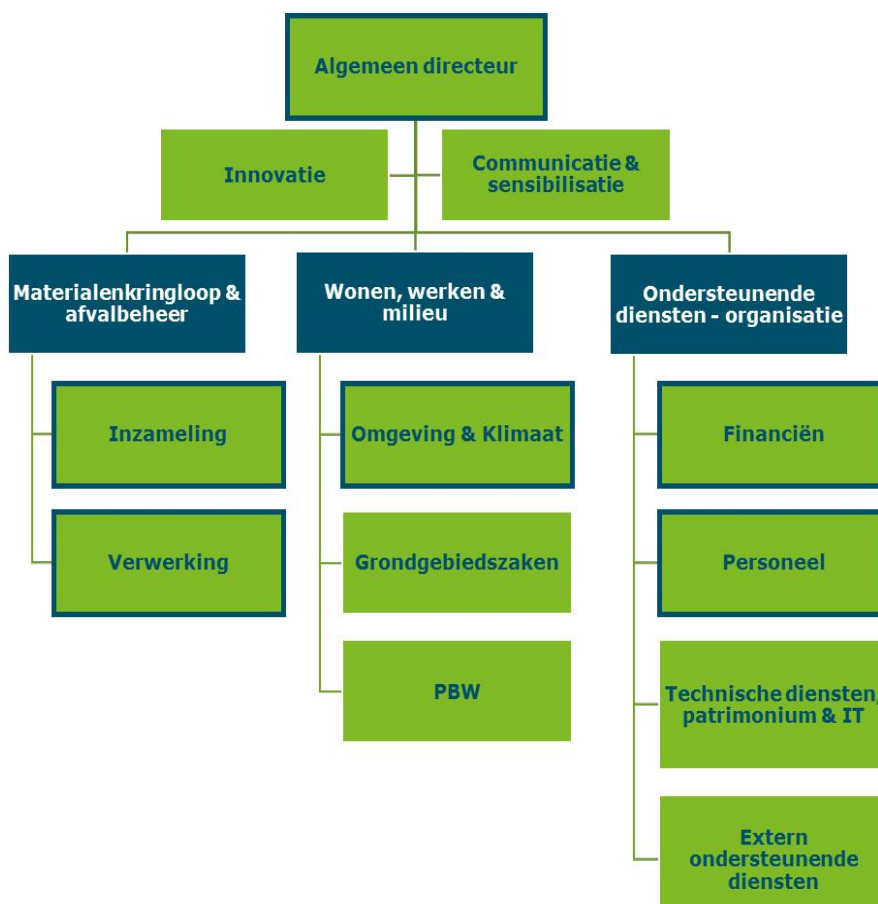 Algemeen directeur
Innovatie
Communicatie &
sensibilisatie
Materialenkringloop &
afvalbeheer
Wonen, werken &
milieu
Ondersteunende
diensten - organisatie
Inzameling
Omgeving & Klimaat
Financiën
Verwerking
Grondgebiedszaken
Personeel
PBW
Technische diensten,
patrimonium & IT
Extern
ondersteunende
diensten